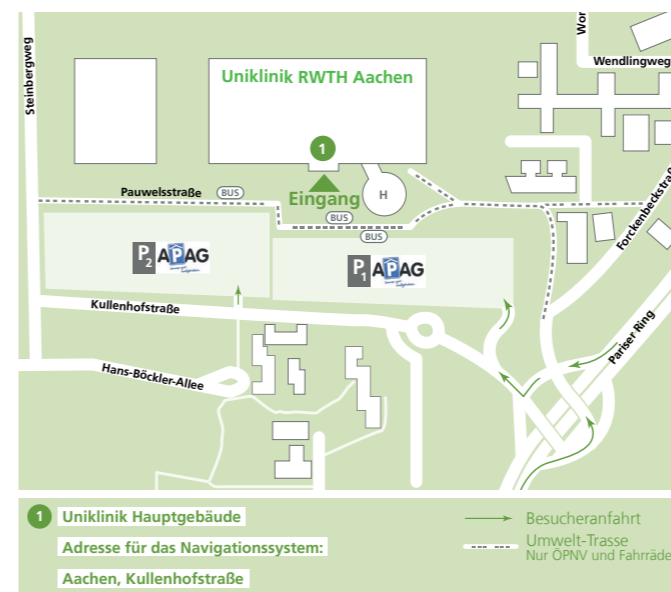 Steinbergweg
Uniklinik RWTH Aachen
1
Wendlingweg
Pauwelsstraße
BUS
Eingang
H
BUS
BUS
P2 APAG
P1 APAG
Kullenhofstraße
Hans-Böckler-Allee
Forckenbeckstraß
Pariser Ring
1 Uniklinik Hauptgebäude
Adresse für das Navigationssystem:
Aachen, Kullenhofstraße
Besucheranfahrt
Umwelt-Trasse
Nur ÖPNV und Fahrräde